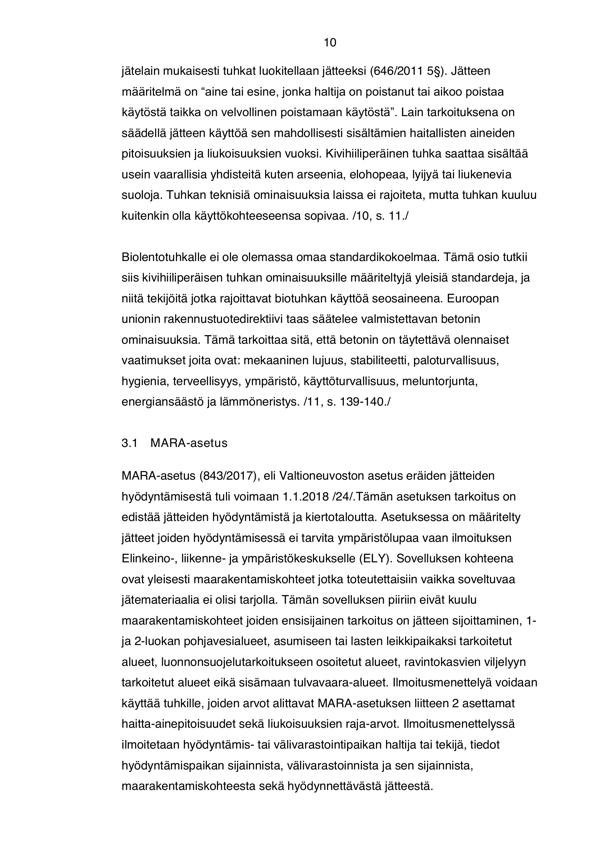 10
jätelain mukaisesti tuhkat luokitellaan jätteeksi (646/2011 5§). Jätteen
määritelmä on “aine tai esine, jonka haltija on poistanut tai aikoo poistaa
käytöstä taikka on velvollinen poistamaan käytöstä”. Lain tarkoituksena on
säädellä jätteen käyttöä sen mahdollisesti sisältämien haitallisten aineiden
pitoisuuksien ja liukoisuuksien vuoksi. Kivihiiliperäinen tuhka saattaa sisältää
usein vaarallisia yhdisteitä kuten arseenia, elohopeaa, lyijyä tai liukenevia
suoloja. Tuhkan teknisiä ominaisuuksia laissa ei rajoiteta, mutta tuhkan kuuluu
kuitenkin olla käyttökohteeseensa sopivaa. /10, s. 11./
Biolentotuhkalle ei ole olemassa omaa standardikokoelmaa. Tämä osio tutkii
siis kivihiiliperäisen tuhkan ominaisuuksille määriteltyjä yleisiä standardeja, ja
niitä tekijöitä jotka rajoittavat biotuhkan käyttöä seosaineena. Euroopan
unionin rakennustuotedirektiivi taas säätelee valmistettavan betonin
ominaisuuksia. Tämä tarkoittaa sitä, että betonin on täytettävä olennaiset
vaatimukset joita ovat: mekaaninen lujuus, stabiliteetti, paloturvallisuus,
hygienia, terveellisyys, ympäristö, käyttöturvallisuus, meluntorjunta,
energiansäästö ja lämmöneristys. /11, s. 139-140./
3.1 MARA-asetus
MARA-asetus (843/2017), eli Valtioneuvoston asetus eräiden jätteiden
hyödyntämisestä tuli voimaan 1.1.2018 /24/.Tämän asetuksen tarkoitus on
edistää jätteiden hyödyntämistä ja kiertotaloutta. Asetuksessa on määritelty
jätteet joiden hyödyntämisessä ei tarvita ympäristölupaa vaan ilmoituksen
Elinkeino-, liikenne- ja ympäristökeskukselle (ELY). Sovelluksen kohteena
ovat yleisesti maarakentamiskohteet jotka toteutettaisiin vaikka soveltuvaa
jätemateriaalia ei olisi tarjolla. Tämän sovelluksen piiriin eivät kuulu
maarakentamiskohteet joiden ensisijainen tarkoitus on jätteen sijoittaminen, 1-
ja 2-luokan pohjavesialueet, asumiseen tai lasten leikkipaikaksi tarkoitetut
alueet, luonnonsuojelutarkoitukseen osoitetut alueet, ravintokasvien viljelyyn
tarkoitetut alueet eikä sisämaan tulvavaara-alueet. Ilmoitusmenettelyä voidaan
käyttää tuhkille, joiden arvot alittavat MARA-asetuksen liitteen 2 asettamat
haitta-ainepitoisuudet sekä liukoisuuksien raja-arvot. Ilmoitusmenettelyssä
ilmoitetaan hyödyntämis- tai välivarastointipaikan haltija tai tekijä, tiedot
hyödyntämispaikan sijainnista, välivarastoinnista ja sen sijainnista,
maarakentamiskohteesta sekä hyödynnettävästä jätteestä.